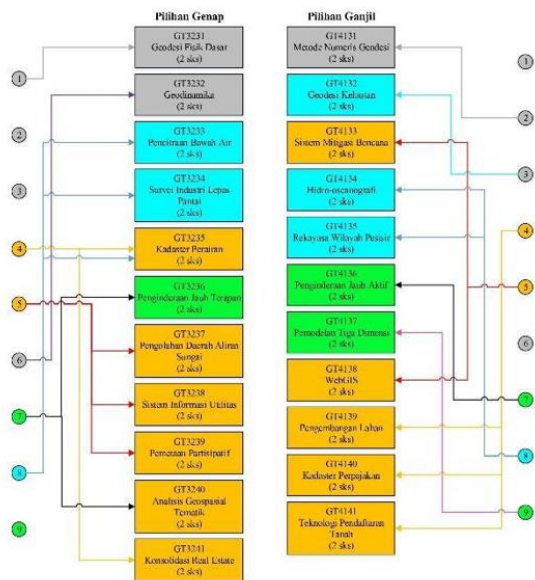 Pilihan Genap
GT3231
Geodesi Fisik Dasar
(2 sks)
GT3232
Geodinamika
(2 sks)
GT3233
Pencitraan Bawah Air
(2 sks)
GT3234
Survei Industri Lepas
Pantai
(2 sks)
GT3235
Kadaster Perairan
(2 sks)
GT3236
Penginderaan Jauh Terapan
(2 sks)
GT3237
Pengolahan Daerah Aliran
Sungai
(2 sks)
GT3238
Sistem Informasi Utilitas
(2 sks)
GT3239
Pemetaan Partisipatif
(2 sks)
GT3240
Analisis Geospasial
Tematik
(2 sks)
GT3241
Konsolidasi Real Estate
(2 sks)
1
2
3
4
5
6
7
8
9
Pilihan Ganjil
GT4131
Metode Numeris Geodesi
(2 sks)
GT4132
Geodesi Kelautan
(2 sks)
GT4133
Sistem Mitigasi Bencana
(2 sks)
GT4134
Hidro-oseanografi
(2 sks)
GT4135
Rekayasa Wilayah Pesisir
(2 sks)
GT4136
Penginderaan Jauh Aktif
(2 sks)
GT4137
Pemodelan Tiga Dimensi
(2 sks)
GT4138
WebGIS
(2 sks)
GT4139
Pengembangan Lahan
(2 sks)
GT4140
Kadaster Perpajakan
(2 sks)
GT4141
Teknologi Pendaftaran
Tanah
(2 sks)
1
2
3
4
5
6
7
8
9